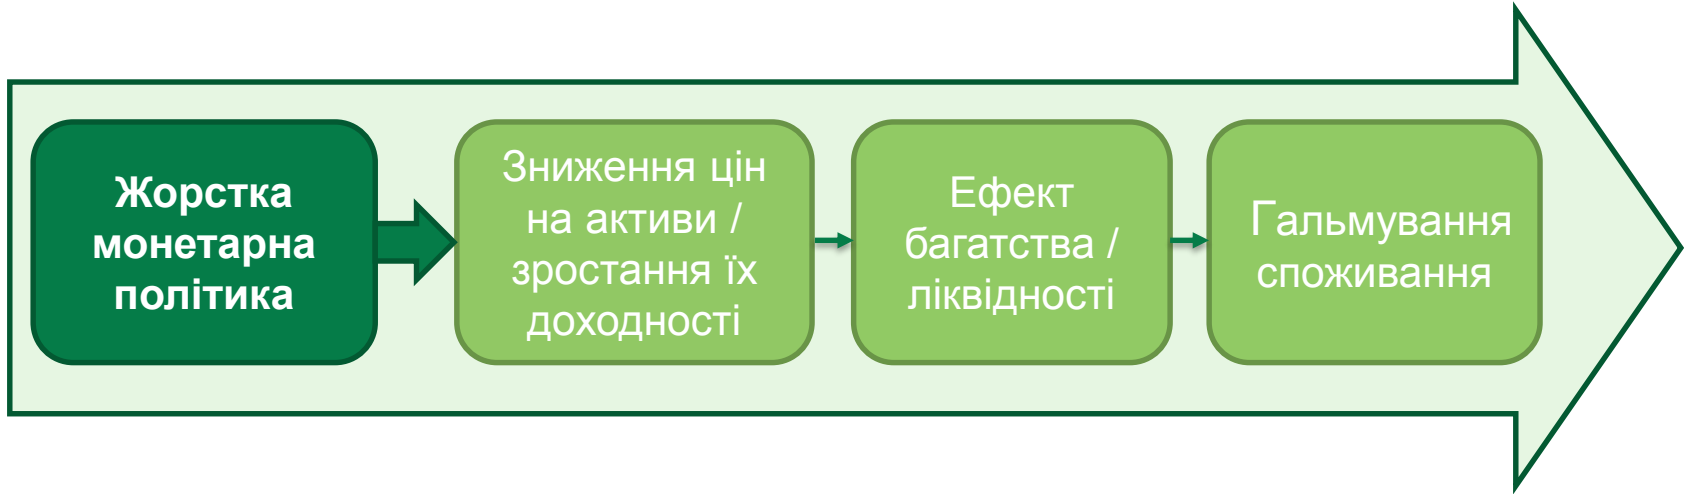 Жорстка
монетарна
політика
Зниження цін
на активи /
зростання їх
доходності
Ефект
багатства /
ліквідності
Гальмування
споживання